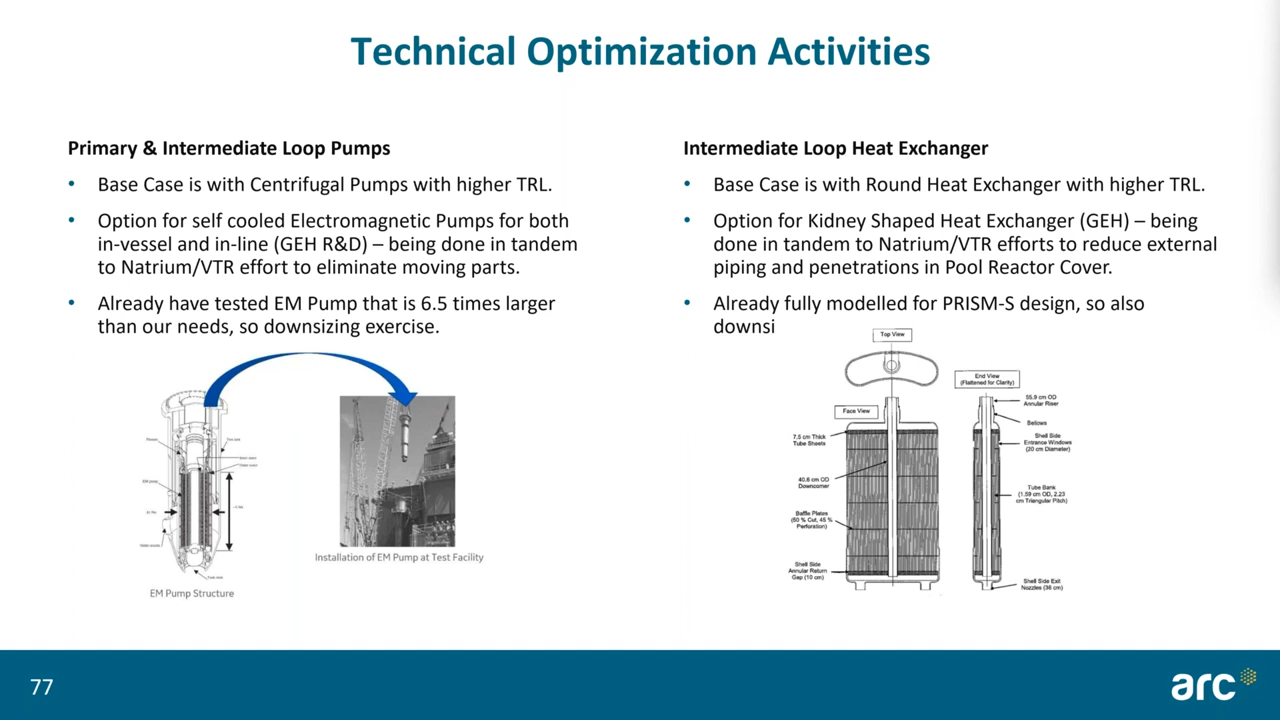 Technical Optimization Activities
Primary & Intermediate Loop Pumps
• Base Case is with Centrifugal Pumps with higher TRL.
• Option for self cooled Electromagnetic Pumps for both
in-vessel and in-line (GEH R&D) – being done in tandem
to Natrium/VTR effort to eliminate moving parts.
• Already have tested EM Pump that is 6.5 times larger
than our needs, so downsizing exercise.
EM pump
EM Pump Structure
Installation of EM Pump at Test Facility
Intermediate Loop Heat Exchanger
• Base Case is with Round Heat Exchanger with higher TRL.
• Option for Kidney Shaped Heat Exchanger (GEH) – being
done in tandem to Natrium/VTR efforts to reduce external
piping and penetrations in Pool Reactor Cover.
• Already fully modelled for PRISM-S design, so also
downsi
Top View
End View
(Flattened for Clarity)
Face View
55.9 cm OD
Annular Riser
Bellows
7.5 cm Thick
Tube Sheets
Shell Side
Entrance Windows
(20 cm Diameter)
40.6 cm OD
Downcomer
Tube Bank
(1.59 cm OD, 2.23
cm Triangular Pitch)
Baffle Plates
(50 % Cut, 45 %
Perforation)
Shell Side
Annular Return
Gap (10 cm)
Shell Side Exit
Nozzles (36 cm)
77
arc